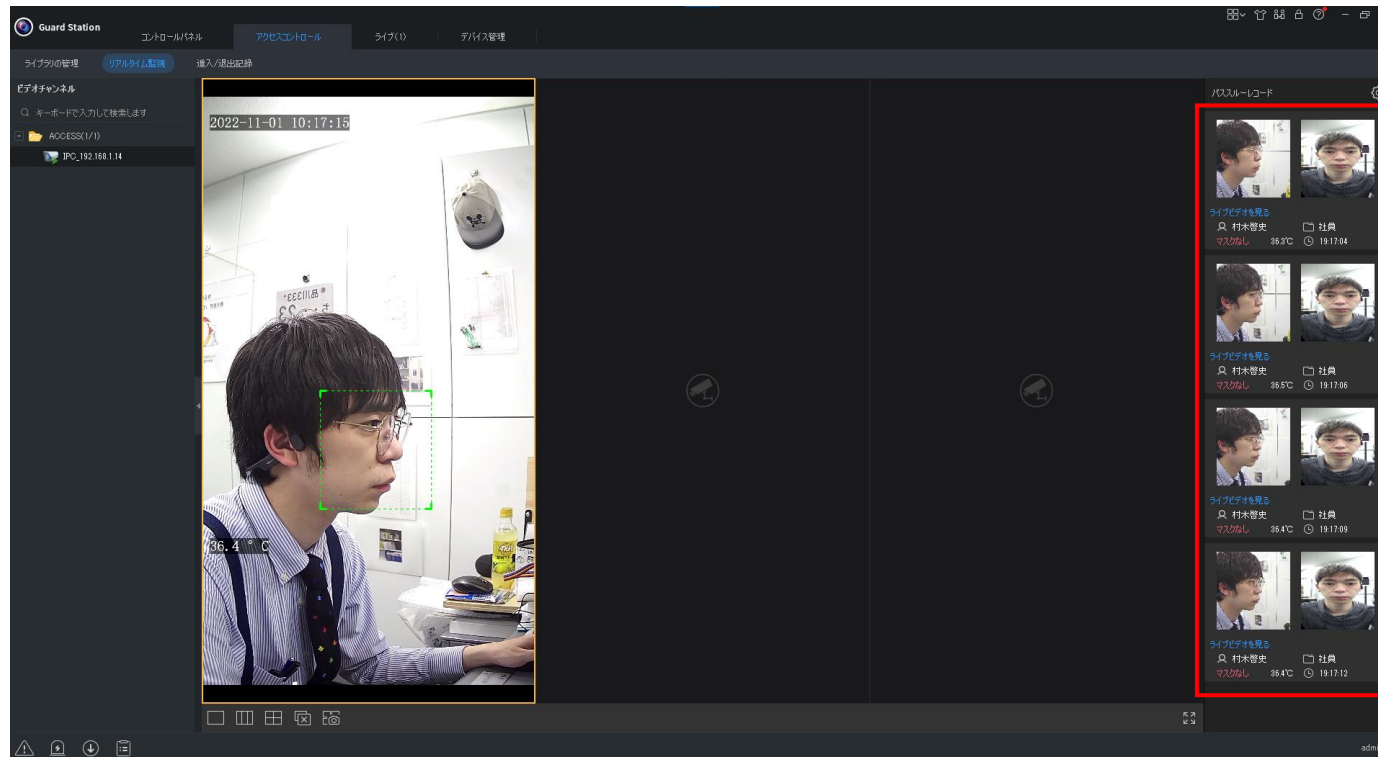 Guard Station
コントロールパネル
アクセスコントロール
ライブ(1)
デバイス管理
ライブラリの管理
リアルタイム監視
進入/退出記録
ビデオチャンネル
キーボードで入力して検索します
ACCESS(1/1)
IPC_192.168.1.14
2022-11-01 10:17:15
36.4 ° C
パススルーレコード
ライブビデオを見る
村木啓史 社員
マスクなし 36.3℃ 19:17:04
ライブビデオを見る
村木啓史 社員
マスクなし 36.5℃ 19:17:06
ライブビデオを見る
村木啓史 社員
マスクなし 36.4℃ 19:17:09
ライブビデオを見る
村木啓史 社員
マスクなし 36.4℃ 19:17:12
admi